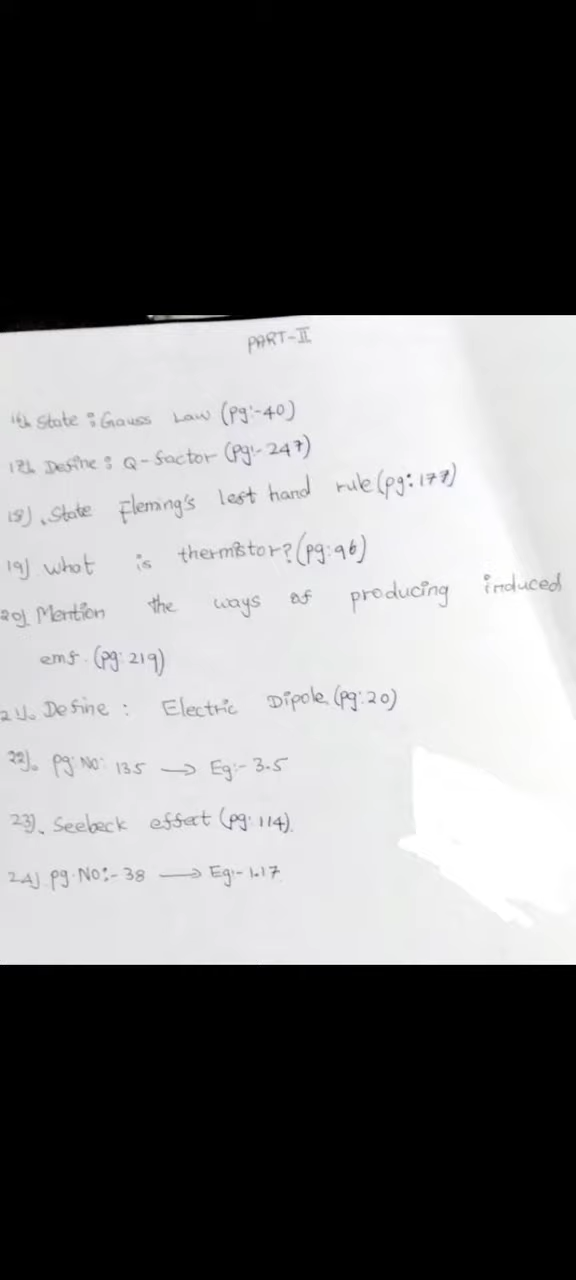 PART-II
16) State : Gauss Law (pg:-40)
17) Define : Q-factor (pg:-247)
18). State Fleming's left hand rule (pg: 177)
19) What is thermistor? (pg:96)
20). Mention the ways of producing induced
emf. (pg: 219)
21). Define : Electric Dipole. (pg:20)
22). pg.No: 135 → Eg:- 3.5
23). Seebeck effect (pg: 114).
24) pg.No:- 38 → Eg:- 1.17